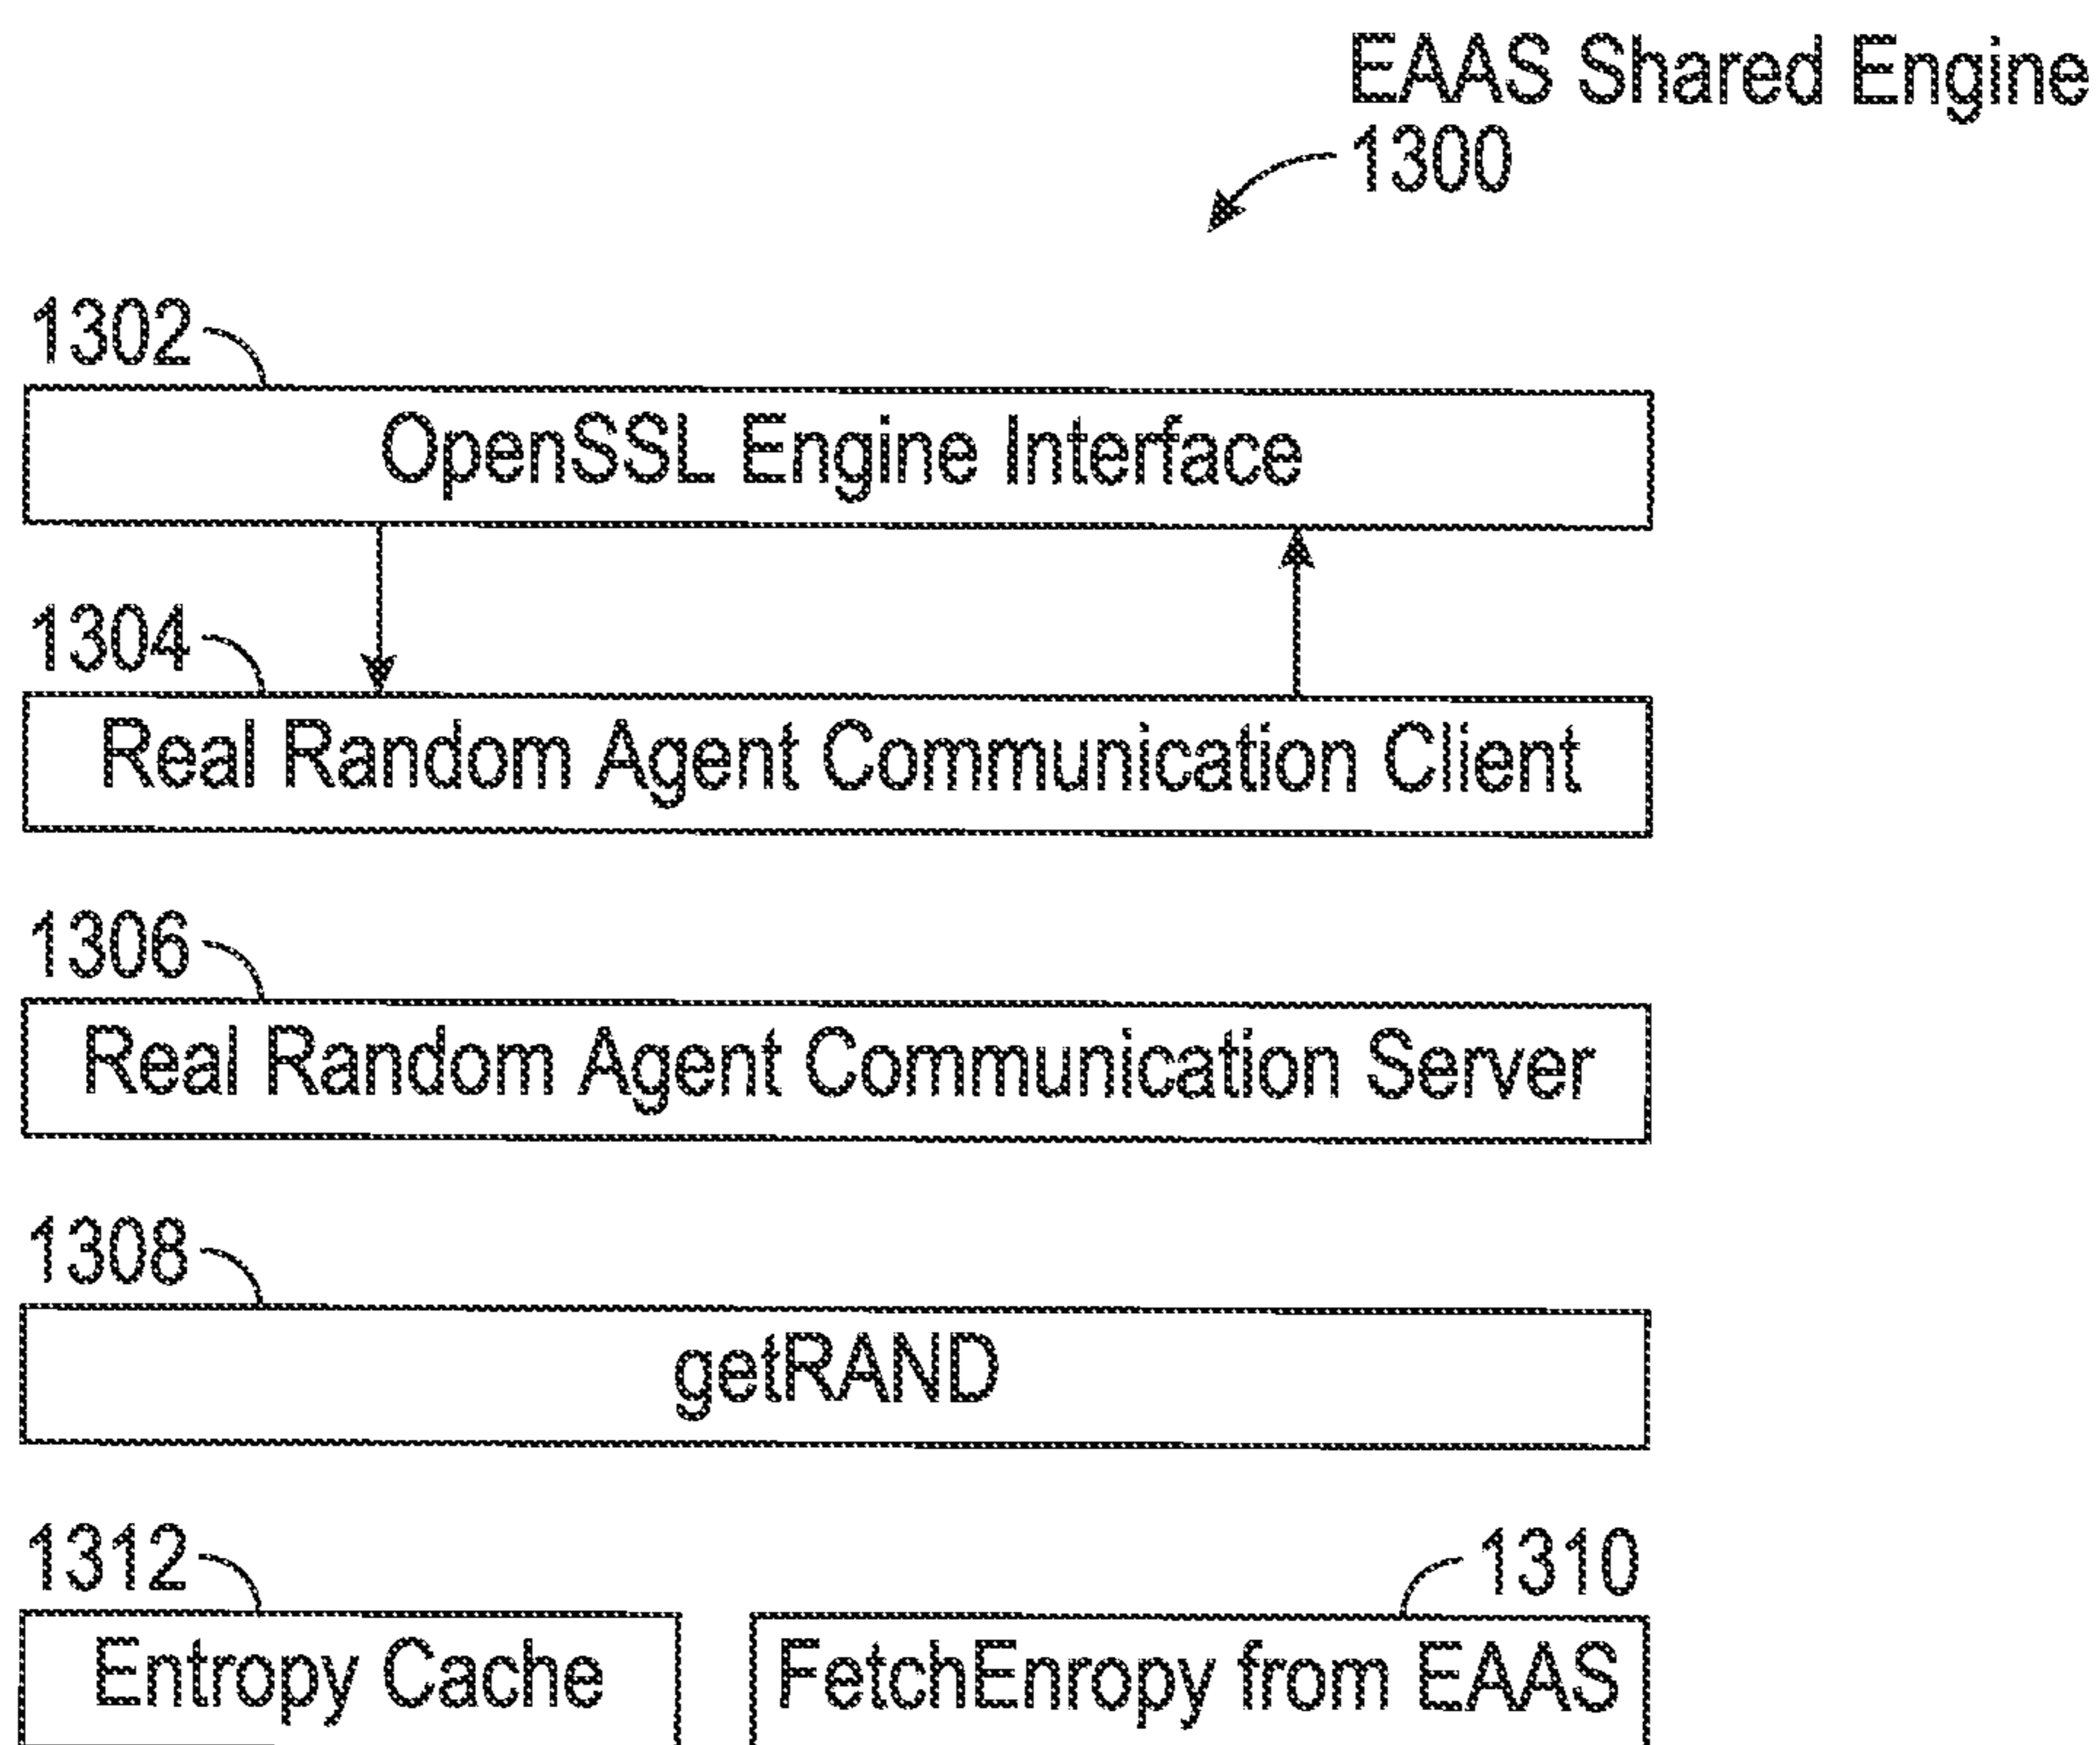 EAAS Shared Engine
1300
1302
OpenSSL Engine Interface
1304
Real Random Agent Communication Client
1306
Real Random Agent Communication Server
1308
getRAND
1312
1310
Entropy Cache
FetchEnropy from EAAS